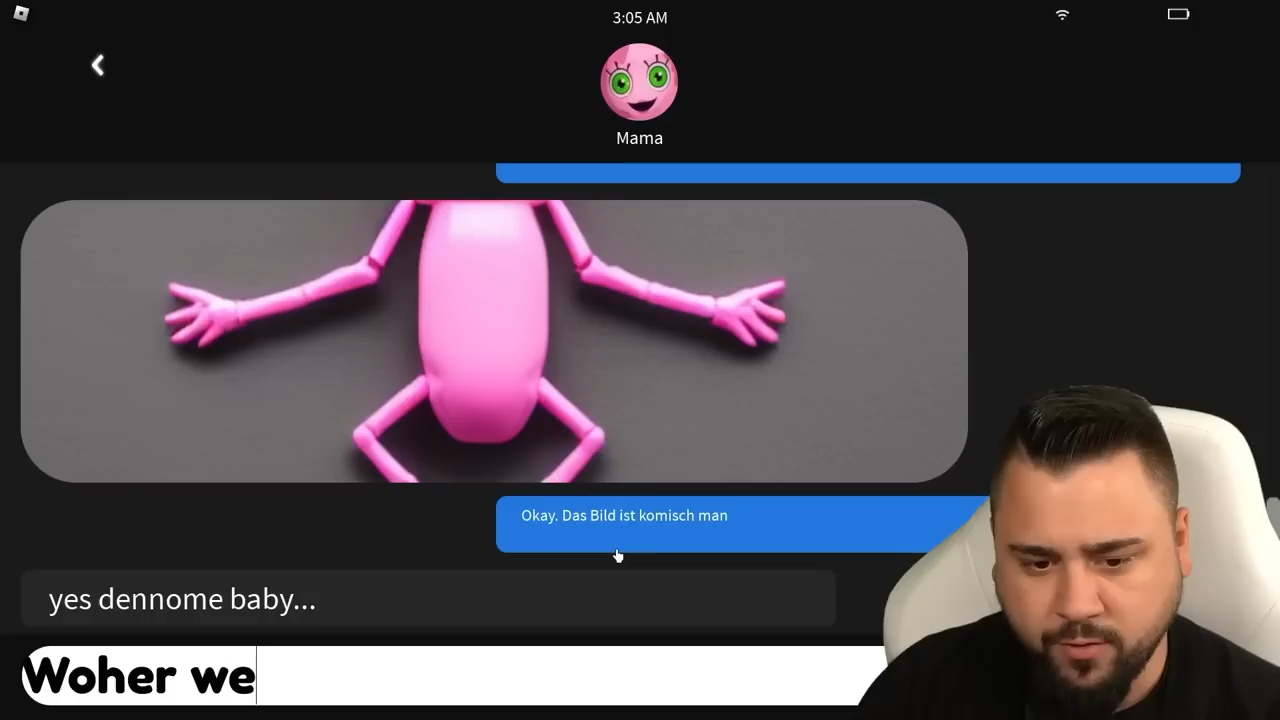 3:05 AM
Mama
Okay. Das Bild ist komisch man
yes dennome baby...
Woher we